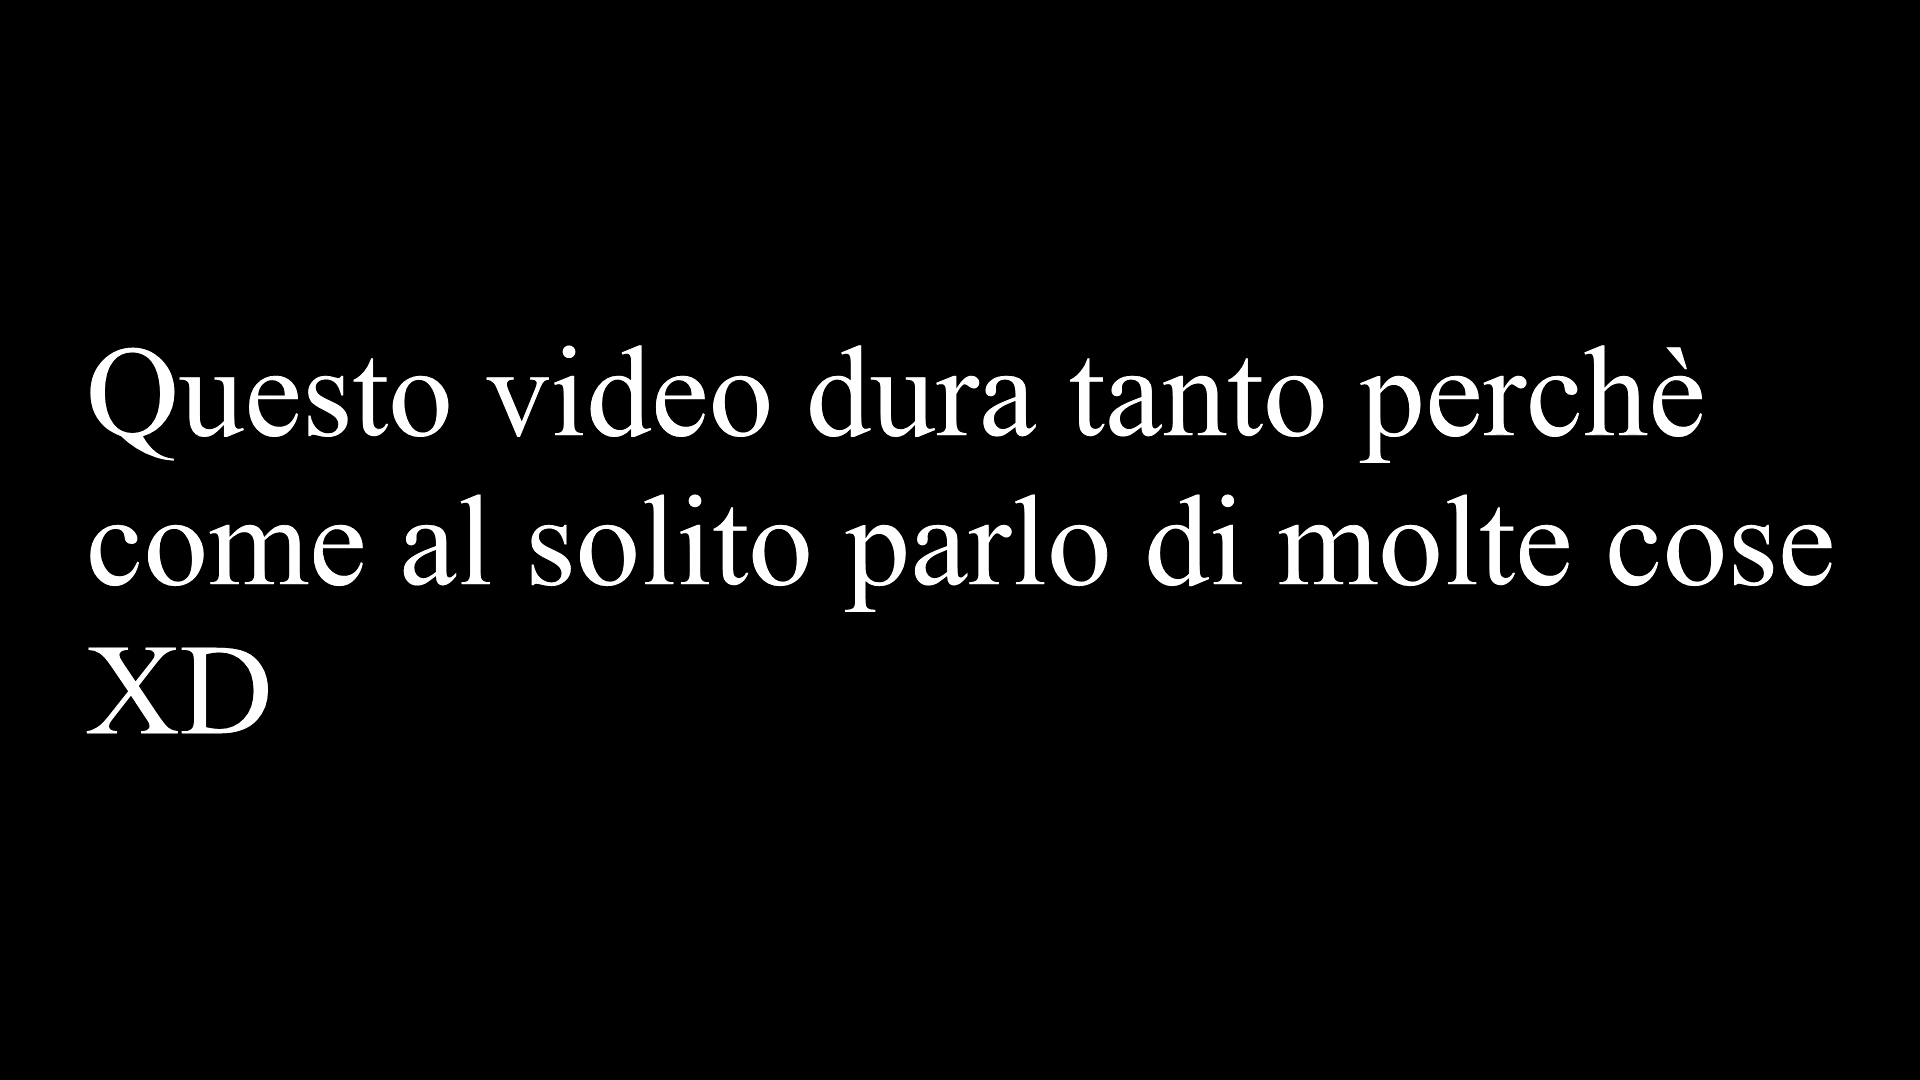 Questo video dura tanto perchè
come al solito parlo di molte cose
XD